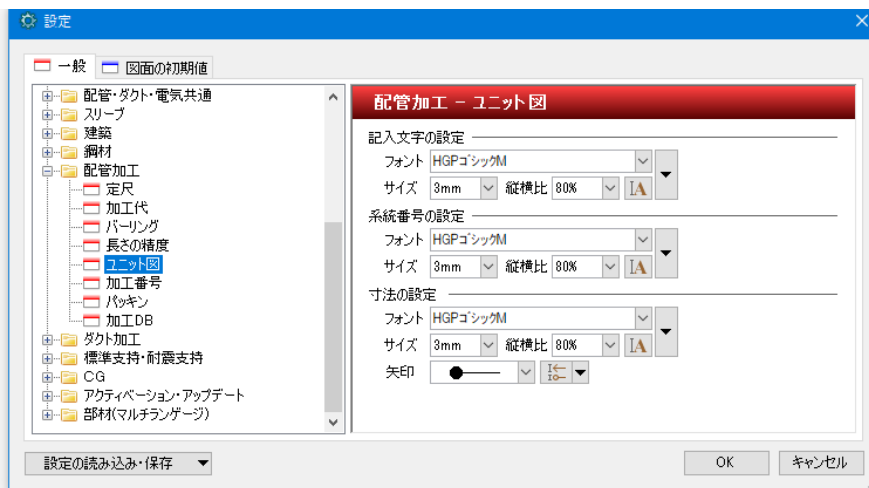 設定
一般
図面の初期値
配管・ダクト・電気共通
スリーブ
建築
鋼材
配管加工
定尺
加工代
バーリング
長さの精度
ユニット図
加工番号
パッキン
加工DB
ダクト加工
標準支持・耐震支持
CG
アクティベーション・アップデート
部材(マルチランゲージ)
配管加工 - ユニット図
記入文字の設定
フォント HGPゴシックM
サイズ 3mm 縦横比 80% IA
系統番号の設定
フォント HGPゴシックM
サイズ 3mm 縦横比 80% IA
寸法の設定
フォント HGPゴシックM
サイズ 3mm 縦横比 80% IA
矢印
設定の読み込み・保存
OK
キャンセル